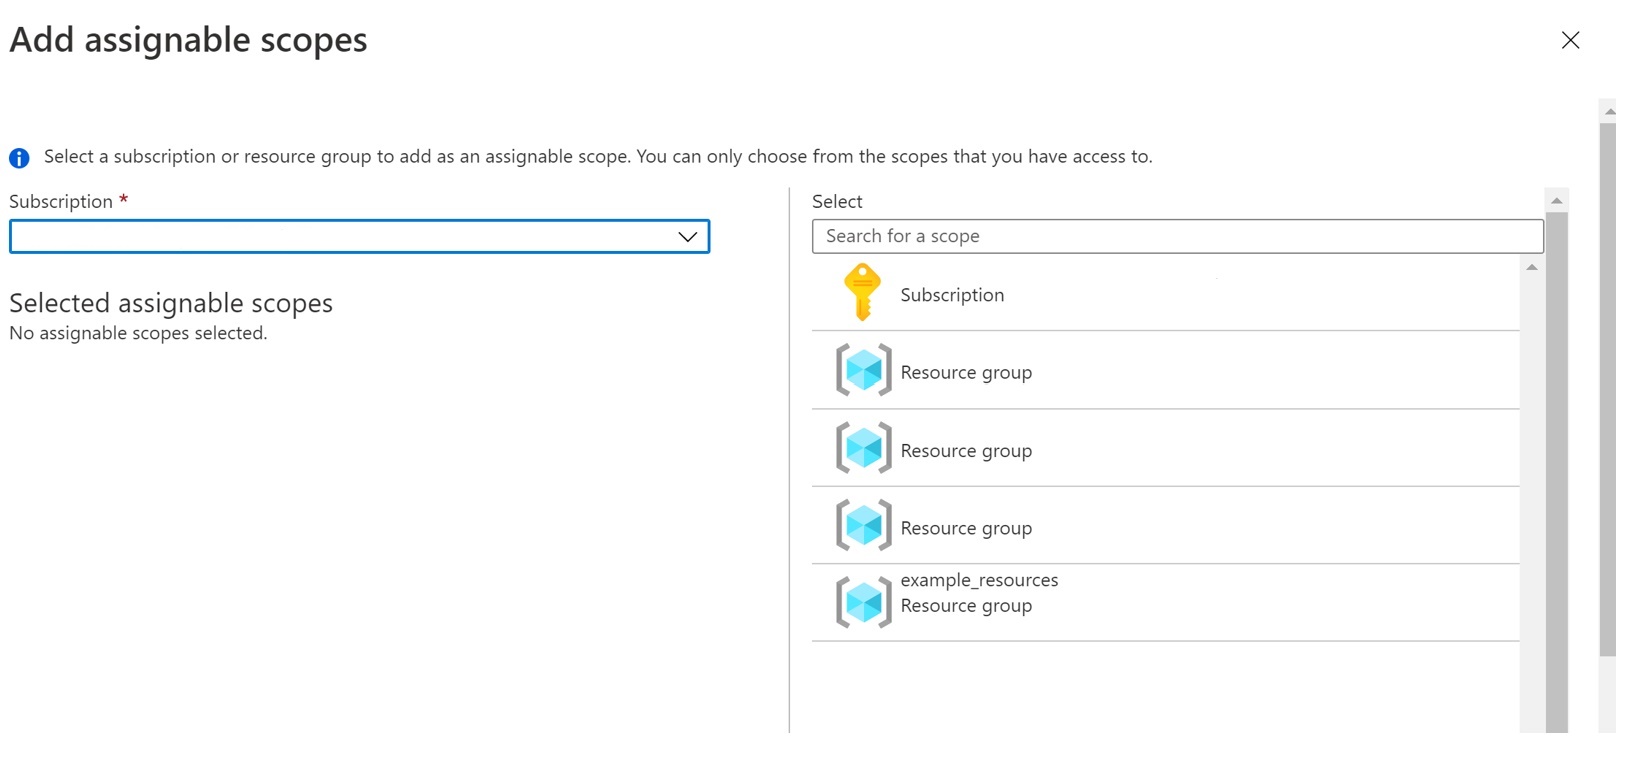 Add assignable scopes
Select a subscription or resource group to add as an assignable scope. You can only choose from the scopes that you have access to.
Subscription *
Selected assignable scopes
No assignable scopes selected.
Select
Search for a scope
Subscription
Resource group
Resource group
Resource group
example_resources
Resource group